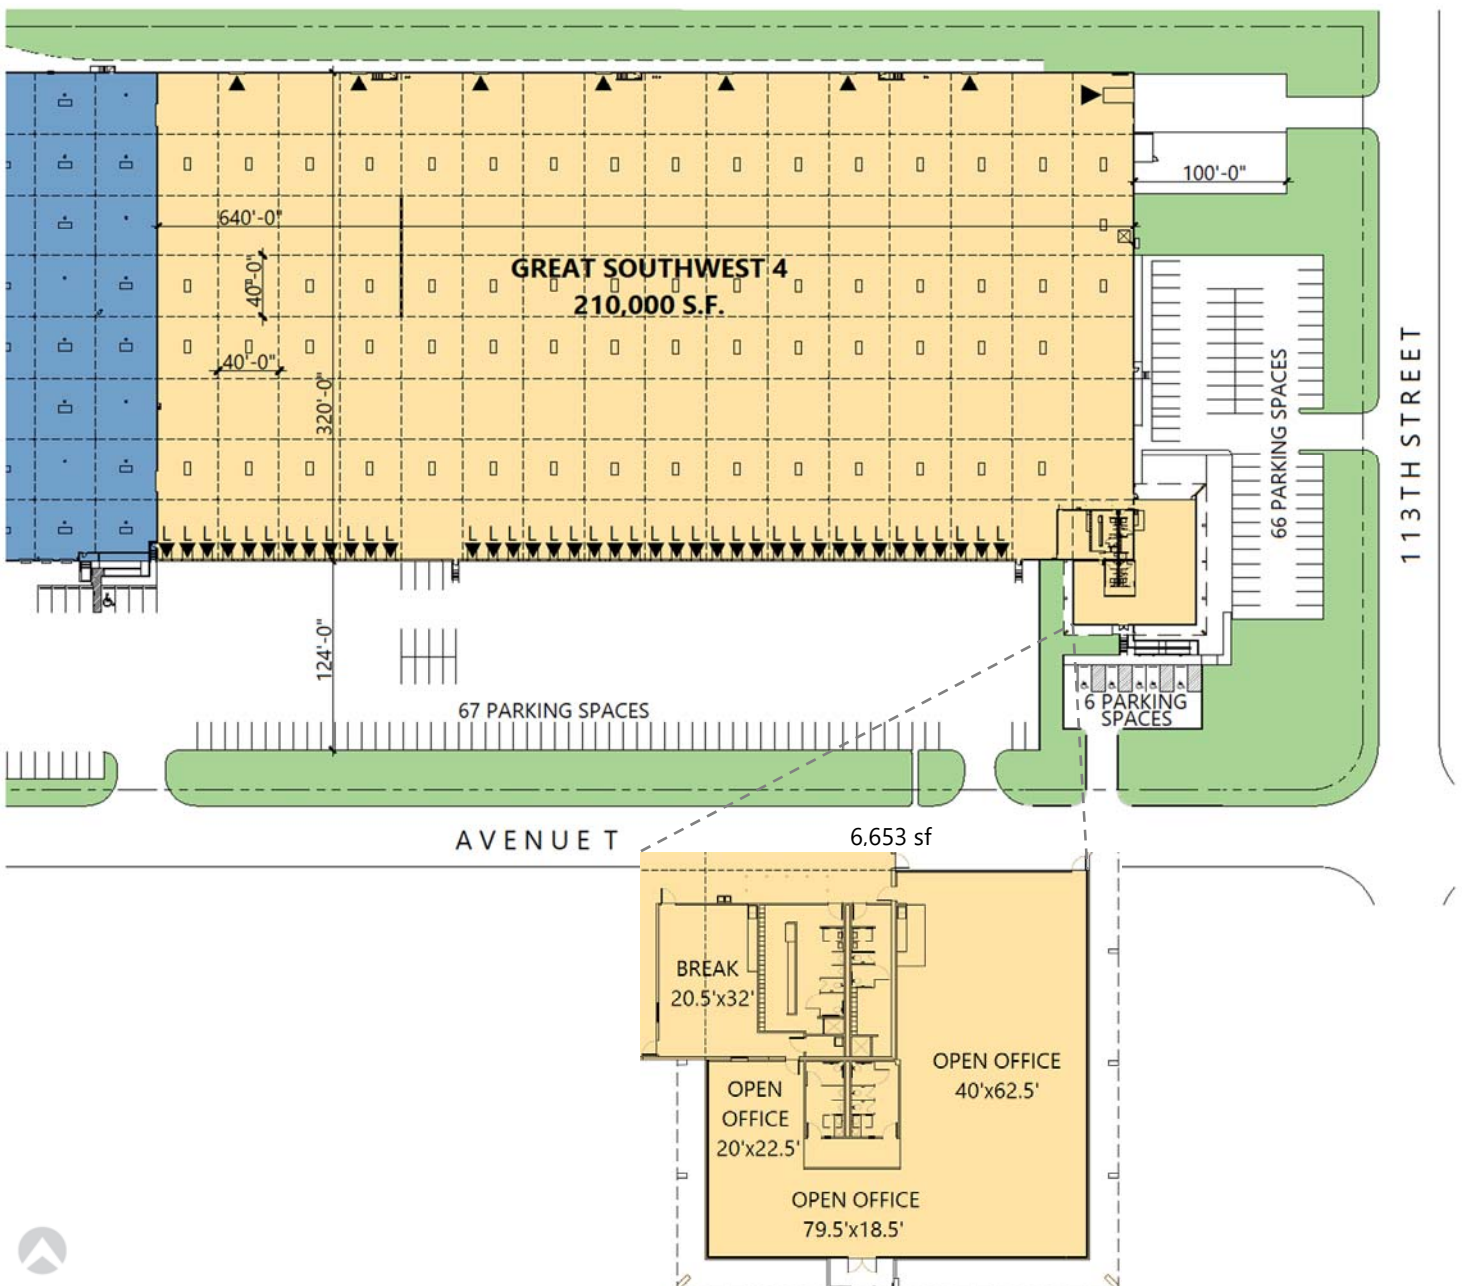 100'-0"
640'-0"
GREAT SOUTHWEST 4
210,000 S.F.
40'-0"
40'-0"
320'-0"
113TH STREET
66 PARKING SPACES
124'-0"
67 PARKING SPACES
6 PARKING
SPACES
AVENUE T
6,653 sf
BREAK
20.5'x32'
OPEN OFFICE
40'x62.5'
OPEN
OFFICE
20'x22.5'
OPEN OFFICE
79.5'x18.5'